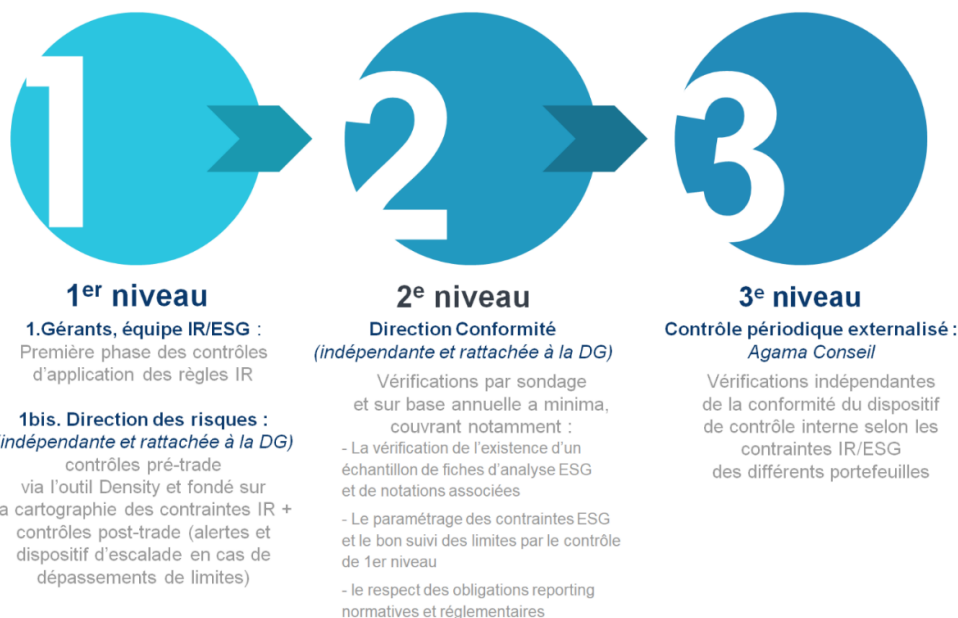 1
2
3
1er niveau
1.Gérants, équipe IR/ESG :
Première phase des contrôles
d'application des règles IR
1bis. Direction des risques :
(indépendante et rattachée à la DG)
contrôles pré-trade
via l'outil Density et fondé sur
a cartographie des contraintes IR +
contrôles post-trade (alertes et
dispositif d'escalade en cas de
dépassements de limites)
2e niveau
Direction Conformité
(indépendante et rattachée à la DG)
Vérifications par sondage
et sur base annuelle a minima,
couvrant notamment :
- La vérification de l'existence d'un
échantillon de fiches d'analyse ESG
et de notations associées
- Le paramétrage des contraintes ESG
et le bon suivi des limites par le contrôle
de 1er niveau
- le respect des obligations reporting
normatives et réglementaires
3e niveau
Contrôle périodique externalisé :
Agama Conseil
Vérifications indépendantes
de la conformité du dispositif
de contrôle interne selon les
contraintes IR/ESG
des différents portefeuilles